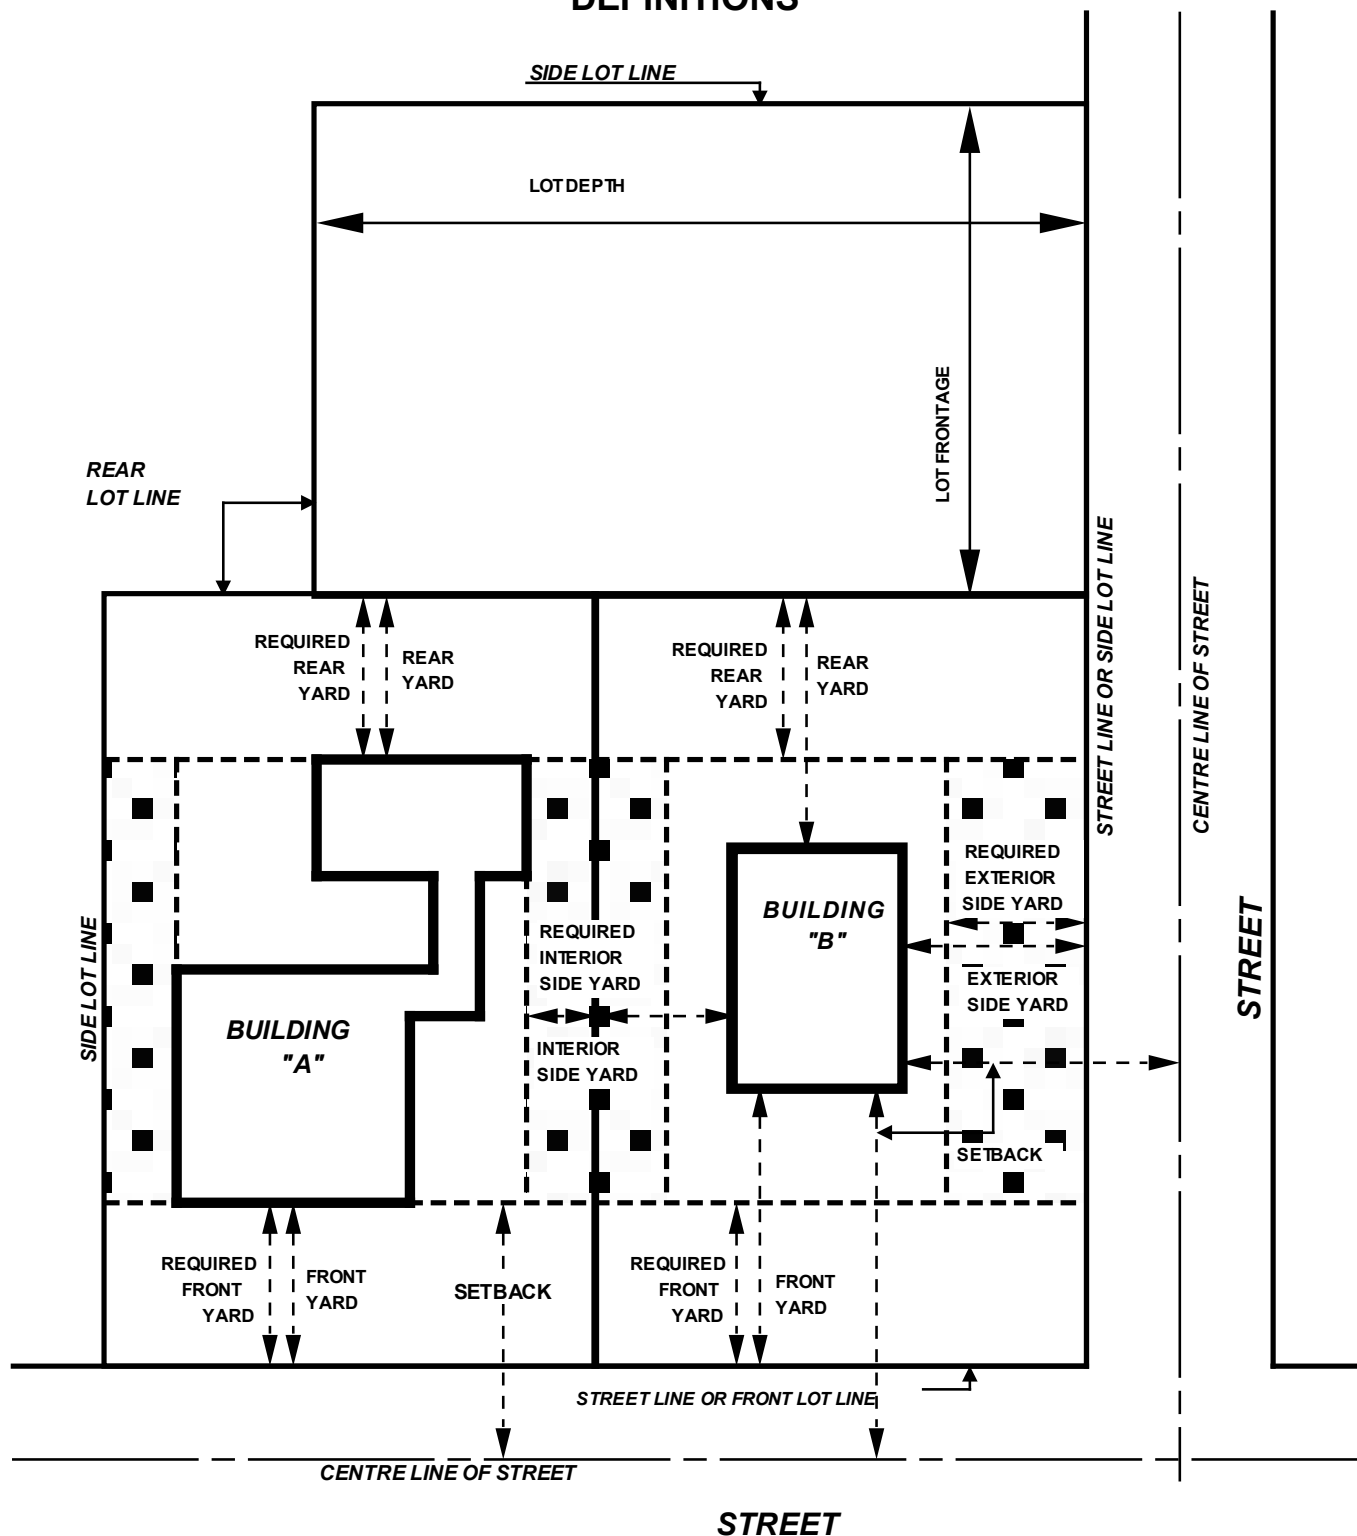 DEFINITIONS
SIDE LOT LINE
LOT DEPTH
LOT FRONTAGE
REAR
LOT LINE
STREET LINE OR SIDE LOT LINE
CENTRE LINE OF STREET
REQUIRED
REAR
YARD
REAR
YARD
REQUIRED
REAR
YARD
REAR
YARD
SIDE LOT LINE
BUILDING
"A"
REQUIRED
INTERIOR
SIDE YARD
INTERIOR
SIDE YARD
BUILDING
"B"
REQUIRED
EXTERIOR
SIDE YARD
EXTERIOR
SIDE YARD
SETBACK
STREET
REQUIRED
FRONT
YARD
FRONT
YARD
SETBACK
REQUIRED
FRONT
YARD
FRONT
YARD
STREET LINE OR FRONT LOT LINE
CENTRE LINE OF STREET
STREET